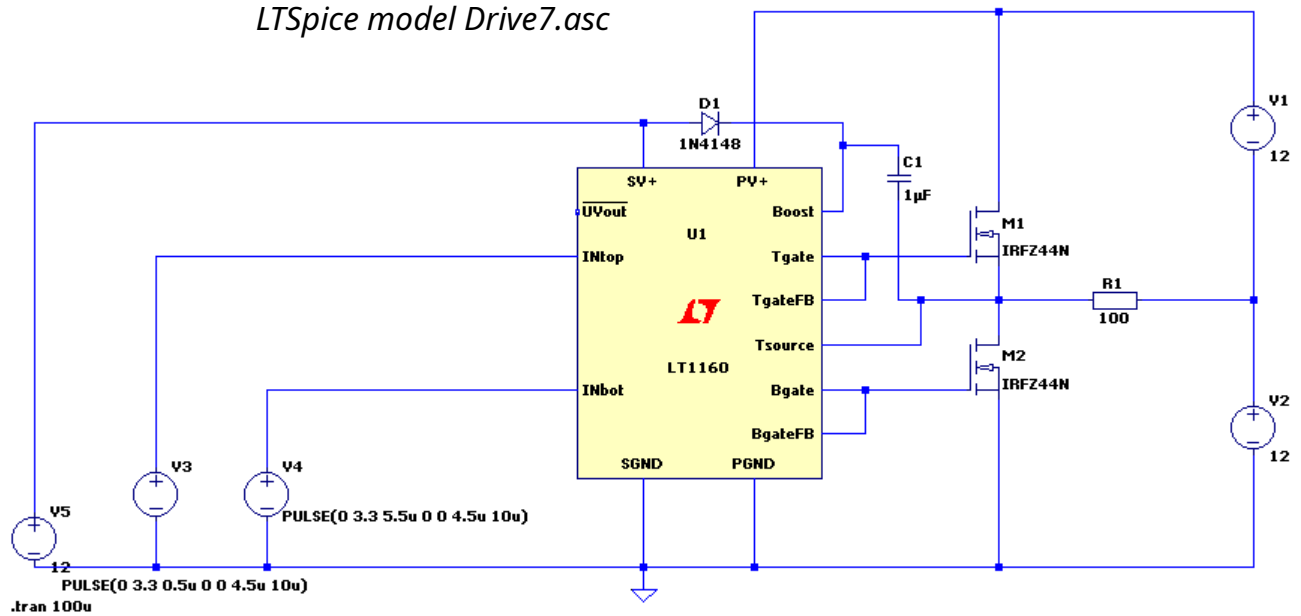 LTSpice model Drive7.asc
V1
12
D1
1N4148
C1
1µF
SV+
PV+
UVout
Boost
U1
M1
IRFZ44N
INtop
Tgate
TgateFB
R1
100
Tsource
LT1160
M2
IRFZ44N
INbot
Bgate
BgateFB
V2
12
SGND
PGND
V3
V4
PULSE(0 3.3 5.5u 0 0 4.5u 10u)
V5
12
PULSE(0 3.3 0.5u 0 0 4.5u 10u)
.tran 100u